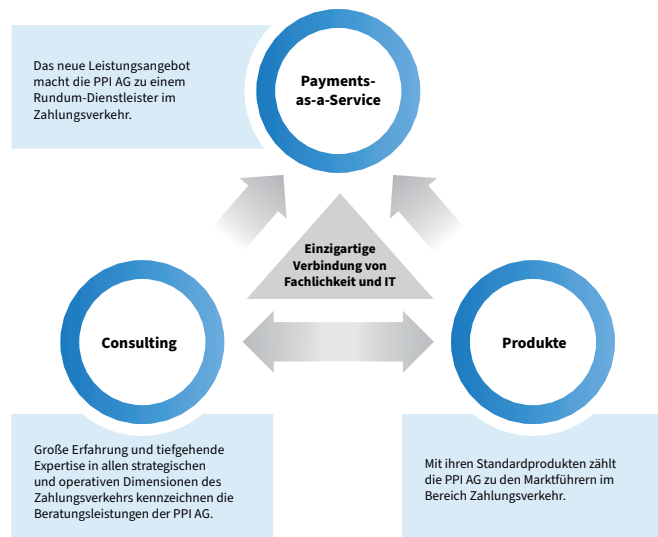 Das neue Leistungsangebot
macht die PPI AG zu einem
Rundum-Dienstleister im
Zahlungsverkehr.
Payments-
as-a-Service
Einzigartige
Verbindung von
Fachlichkeit und IT
Consulting
Produkte
Große Erfahrung und tiefgehende
Expertise in allen strategischen
und operativen Dimensionen des
Zahlungsverkehrs kennzeichnen die
Beratungsleistungen der PPI AG.
Mit ihren Standardprodukten zählt
die PPI AG zu den Marktführern im
Bereich Zahlungsverkehr.